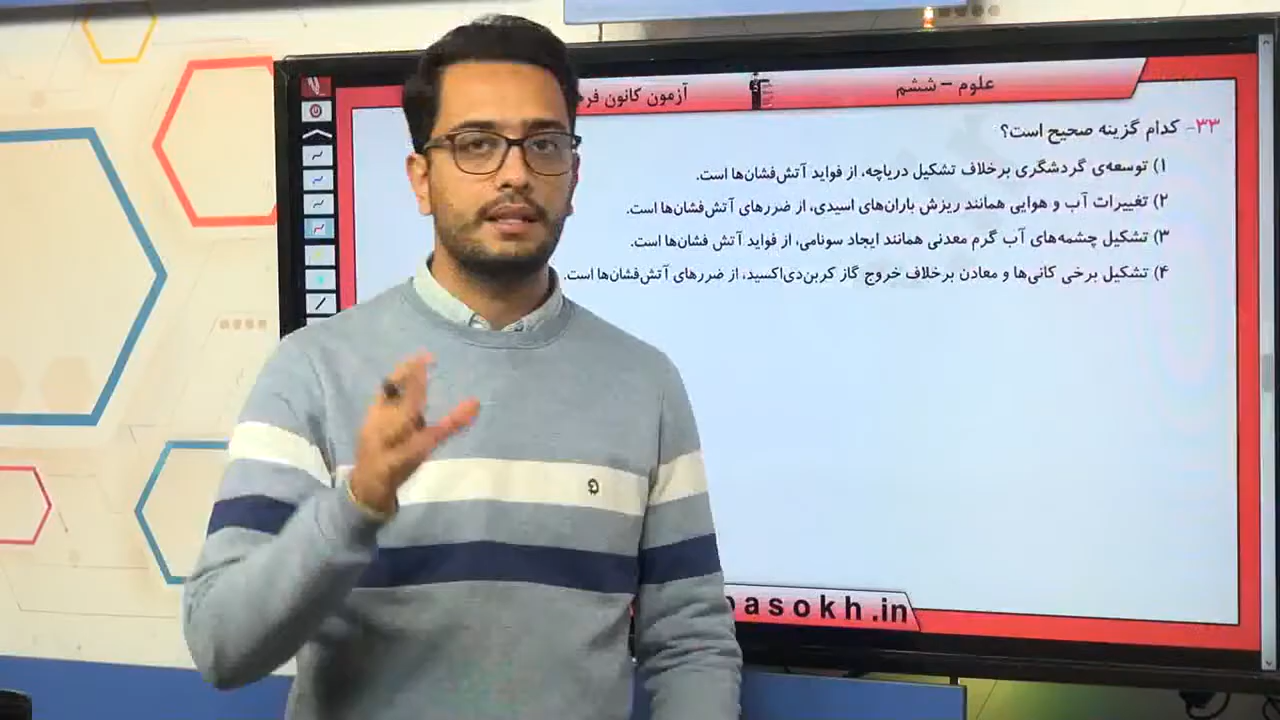 علوم – ششم
آزمون کانون
۳۳- کدام گزینه صحیح است؟
۱) توسعه‌ی گردشگری برخلاف تشکیل دریاچه، از فواید آتش‌فشان‌ها است.
۲) تغییرات آب و هوایی همانند ریزش باران‌های اسیدی، از ضررهای آتش‌فشان‌ها است.
۳) تشکیل چشمه‌های آب گرم معدنی همانند ایجاد سونامی، از فواید آتش فشان‌ها است.
۴) تشکیل برخی کانی‌ها و معادن برخلاف خروج گاز کربن‌دی‌اکسید، از ضررهای آتش‌فشان‌ها است.
pasokh.in